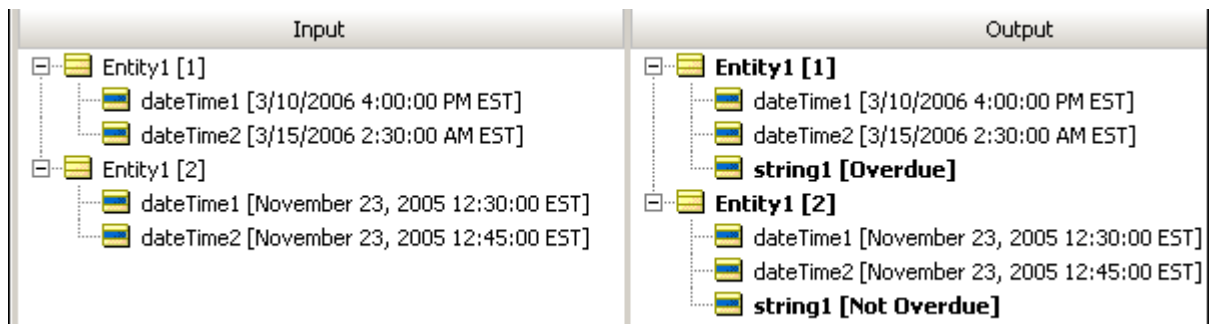 Input
Entity1 [1]
dateTime1 [3/10/2006 4:00:00 PM EST]
dateTime2 [3/15/2006 2:30:00 AM EST]
Entity1 [2]
dateTime1 [November 23, 2005 12:30:00 EST]
dateTime2 [November 23, 2005 12:45:00 EST]
Output
Entity1 [1]
dateTime1 [3/10/2006 4:00:00 PM EST]
dateTime2 [3/15/2006 2:30:00 AM EST]
string1 [Overdue]
Entity1 [2]
dateTime1 [November 23, 2005 12:30:00 EST]
dateTime2 [November 23, 2005 12:45:00 EST]
string1 [Not Overdue]